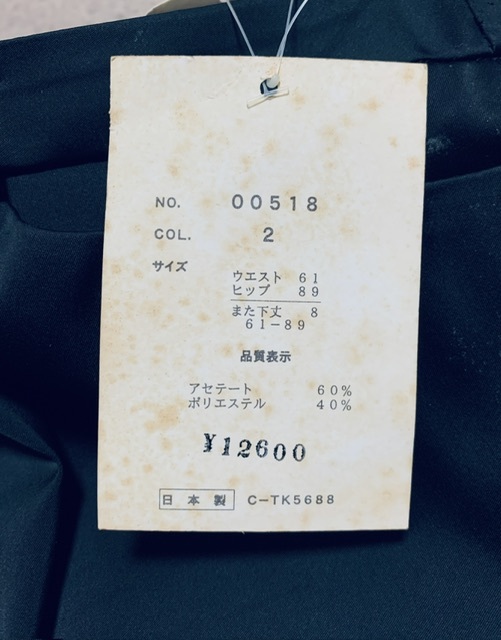 NO. 00518
COL. 2
サイズ
ウエスト 61
ヒップ 89
また下丈 8
61-89
品質表示
アセテート 60%
ポリエステル 40%
¥12600
日本製 C-TK5688